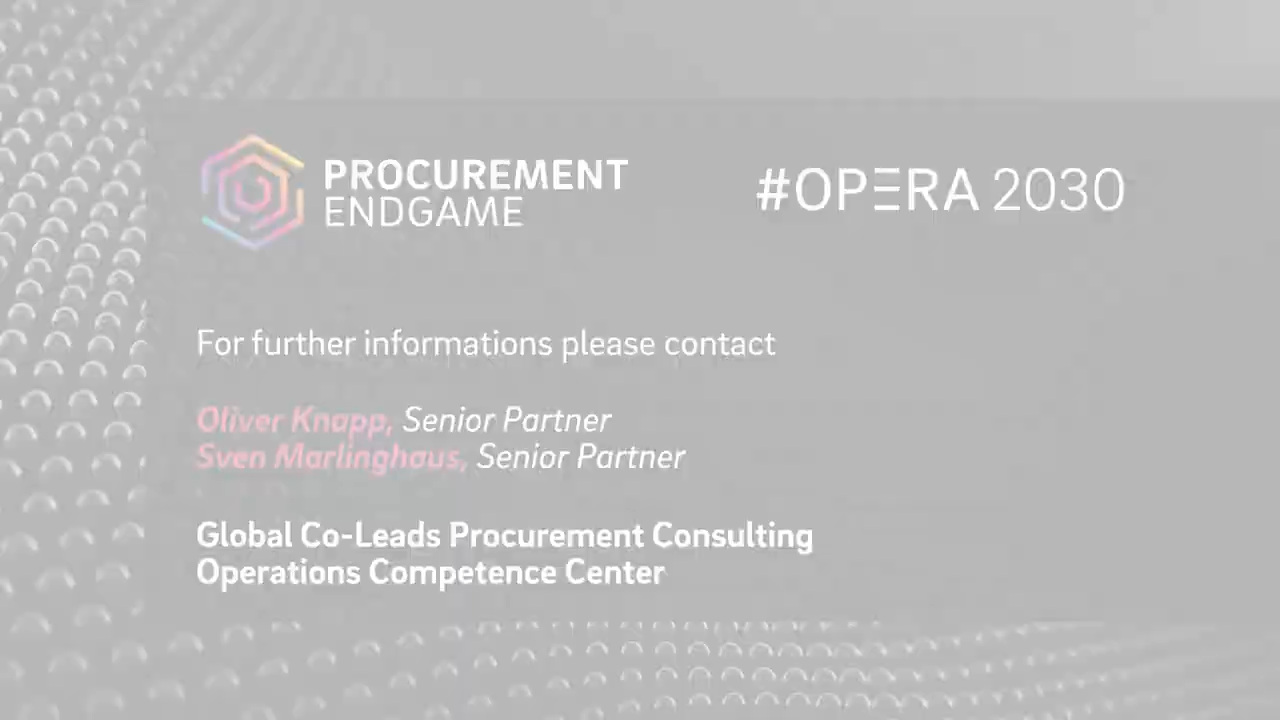 PROCUREMENT
ENDGAME
#OPERA 2030
For further informations please contact
Oliver Knapp, Senior Partner
Sven Marlinghaus, Senior Partner
Global Co-Leads Procurement Consulting
Operations Competence Center